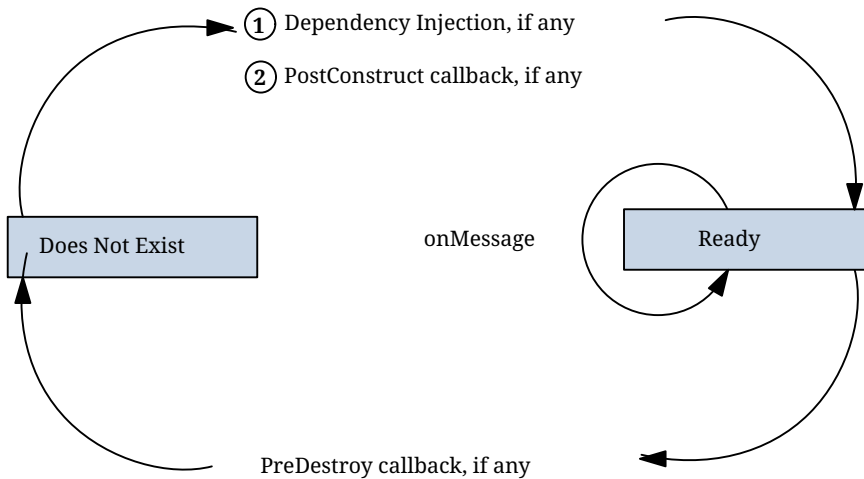 1 Dependency Injection, if any
2 PostConstruct callback, if any
Does Not Exist
onMessage
Ready
PreDestroy callback, if any